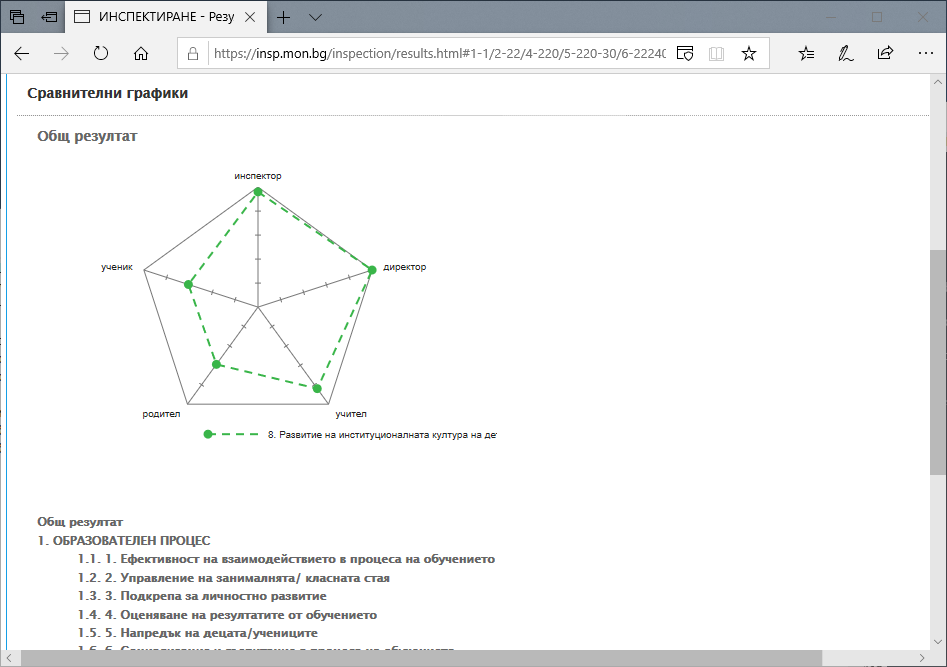 ИНСПЕКТИРАНЕ - Резу
https://insp.mon.bg/inspection/results.html#1-1/2-22/4-220/5-220-30/6-2224(
Сравнителни графики
Общ резултат
инспектор
ученик
директор
родител
учител
8. Развитие на институционалната култура на де
Общ резултат
1. ОБРАЗОВАТЕЛЕН ПРОЦЕС
1.1. 1. Ефективност на взаимодействието в процеса на обучението
1.2. 2. Управление на занималнята/ класната стая
1.3. 3. Подкрепа за личностно развитие
1.4. 4. Оценяване на резултатите от обучението
1.5. 5. Напредък на децата/учениците